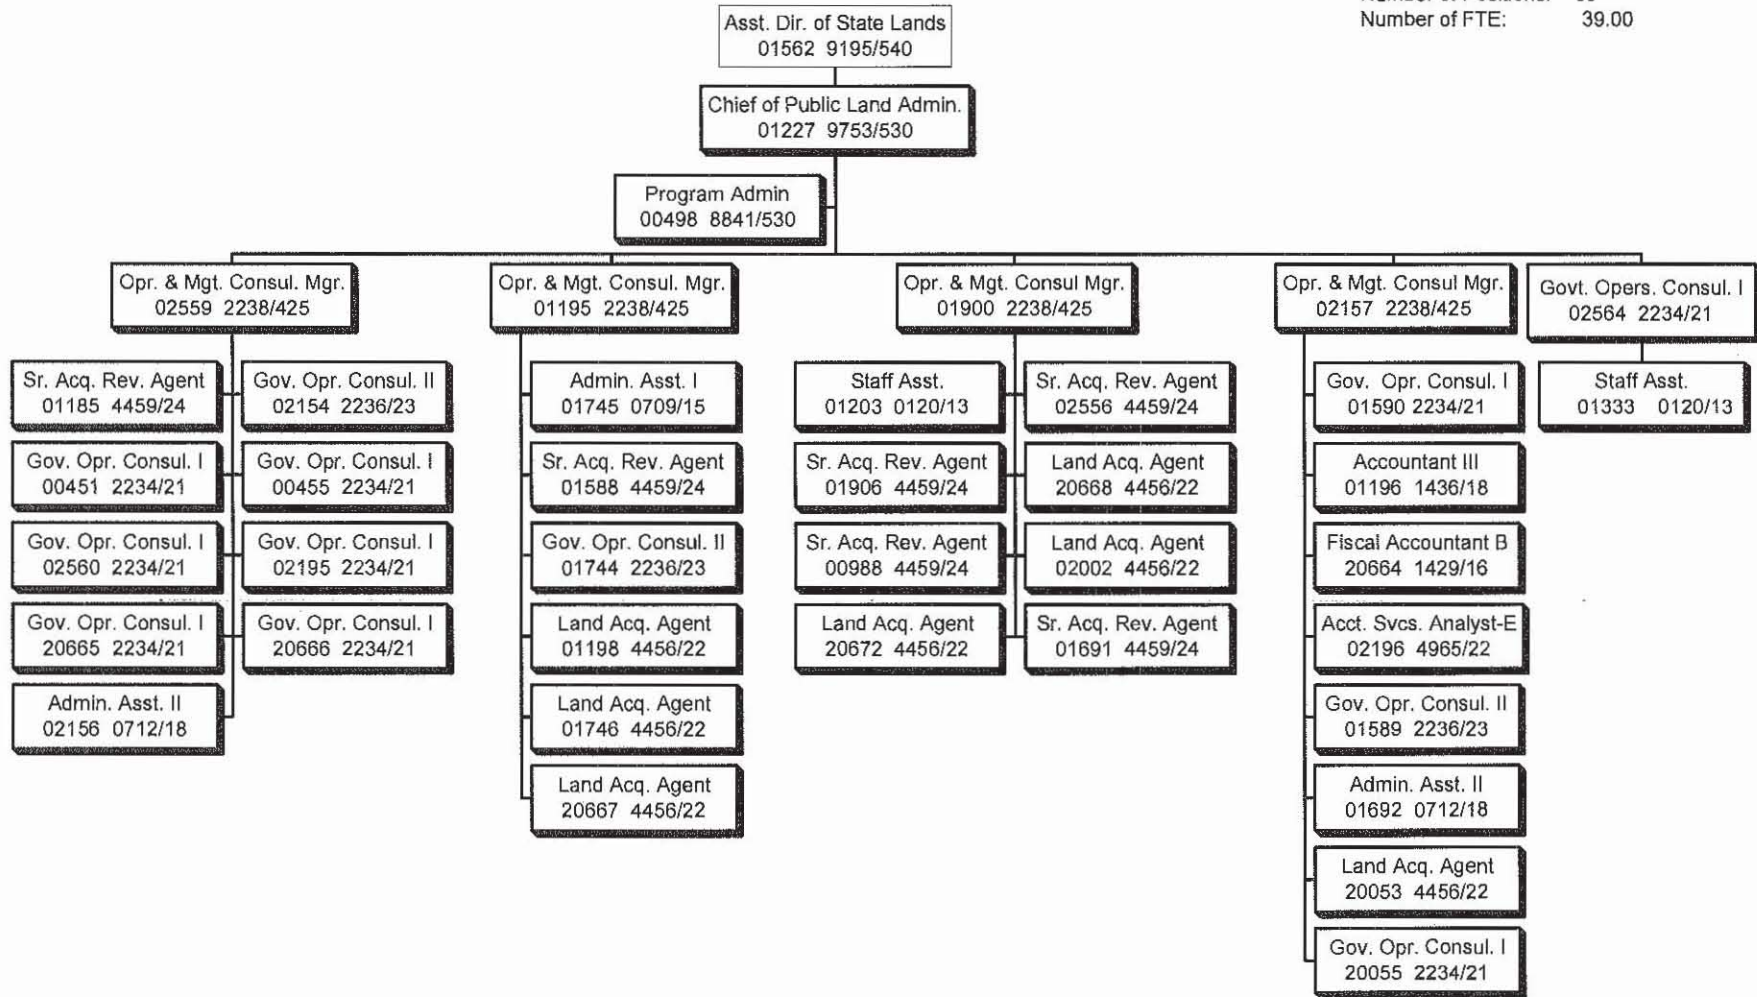 Number of FTE: 39.00
Asst. Dir. of State Lands
01562 9195/540
Chief of Public Land Admin.
01227 9753/530
Program Admin
00498 8841/530
Opr. & Mgt. Consul. Mgr.
02559 2238/425
Sr. Acq. Rev. Agent
01185 4459/24
Gov. Opr. Consul. II
02154 2236/23
Gov. Opr. Consul. I
00451 2234/21
Gov. Opr. Consul. I
00455 2234/21
Gov. Opr. Consul. I
02560 2234/21
Gov. Opr. Consul. I
02195 2234/21
Gov. Opr. Consul. I
20665 2234/21
Gov. Opr. Consul. I
20666 2234/21
Admin. Asst. II
02156 0712/18
Opr. & Mgt. Consul. Mgr.
01195 2238/425
Admin. Asst. I
01745 0709/15
Sr. Acq. Rev. Agent
01588 4459/24
Gov. Opr. Consul. II
01744 2236/23
Land Acq. Agent
01198 4456/22
Land Acq. Agent
01746 4456/22
Land Acq. Agent
20667 4456/22
Opr. & Mgt. Consul Mgr.
01900 2238/425
Staff Asst.
01203 0120/13
Sr. Acq. Rev. Agent
02556 4459/24
Sr. Acq. Rev. Agent
01906 4459/24
Land Acq. Agent
20668 4456/22
Sr. Acq. Rev. Agent
00988 4459/24
Land Acq. Agent
02002 4456/22
Land Acq. Agent
20672 4456/22
Sr. Acq. Rev. Agent
01691 4459/24
Opr. & Mgt. Consul Mgr.
02157 2238/425
Gov. Opr. Consul. I
01590 2234/21
Accountant III
01196 1436/18
Fiscal Accountant B
20664 1429/16
Acct. Svcs. Analyst-E
02196 4965/22
Gov. Opr. Consul. II
01589 2236/23
Admin. Asst. II
01692 0712/18
Land Acq. Agent
20053 4456/22
Gov. Opr. Consul. I
20055 2234/21
Govt. Opers. Consul. I
02564 2234/21
Staff Asst.
01333 0120/13